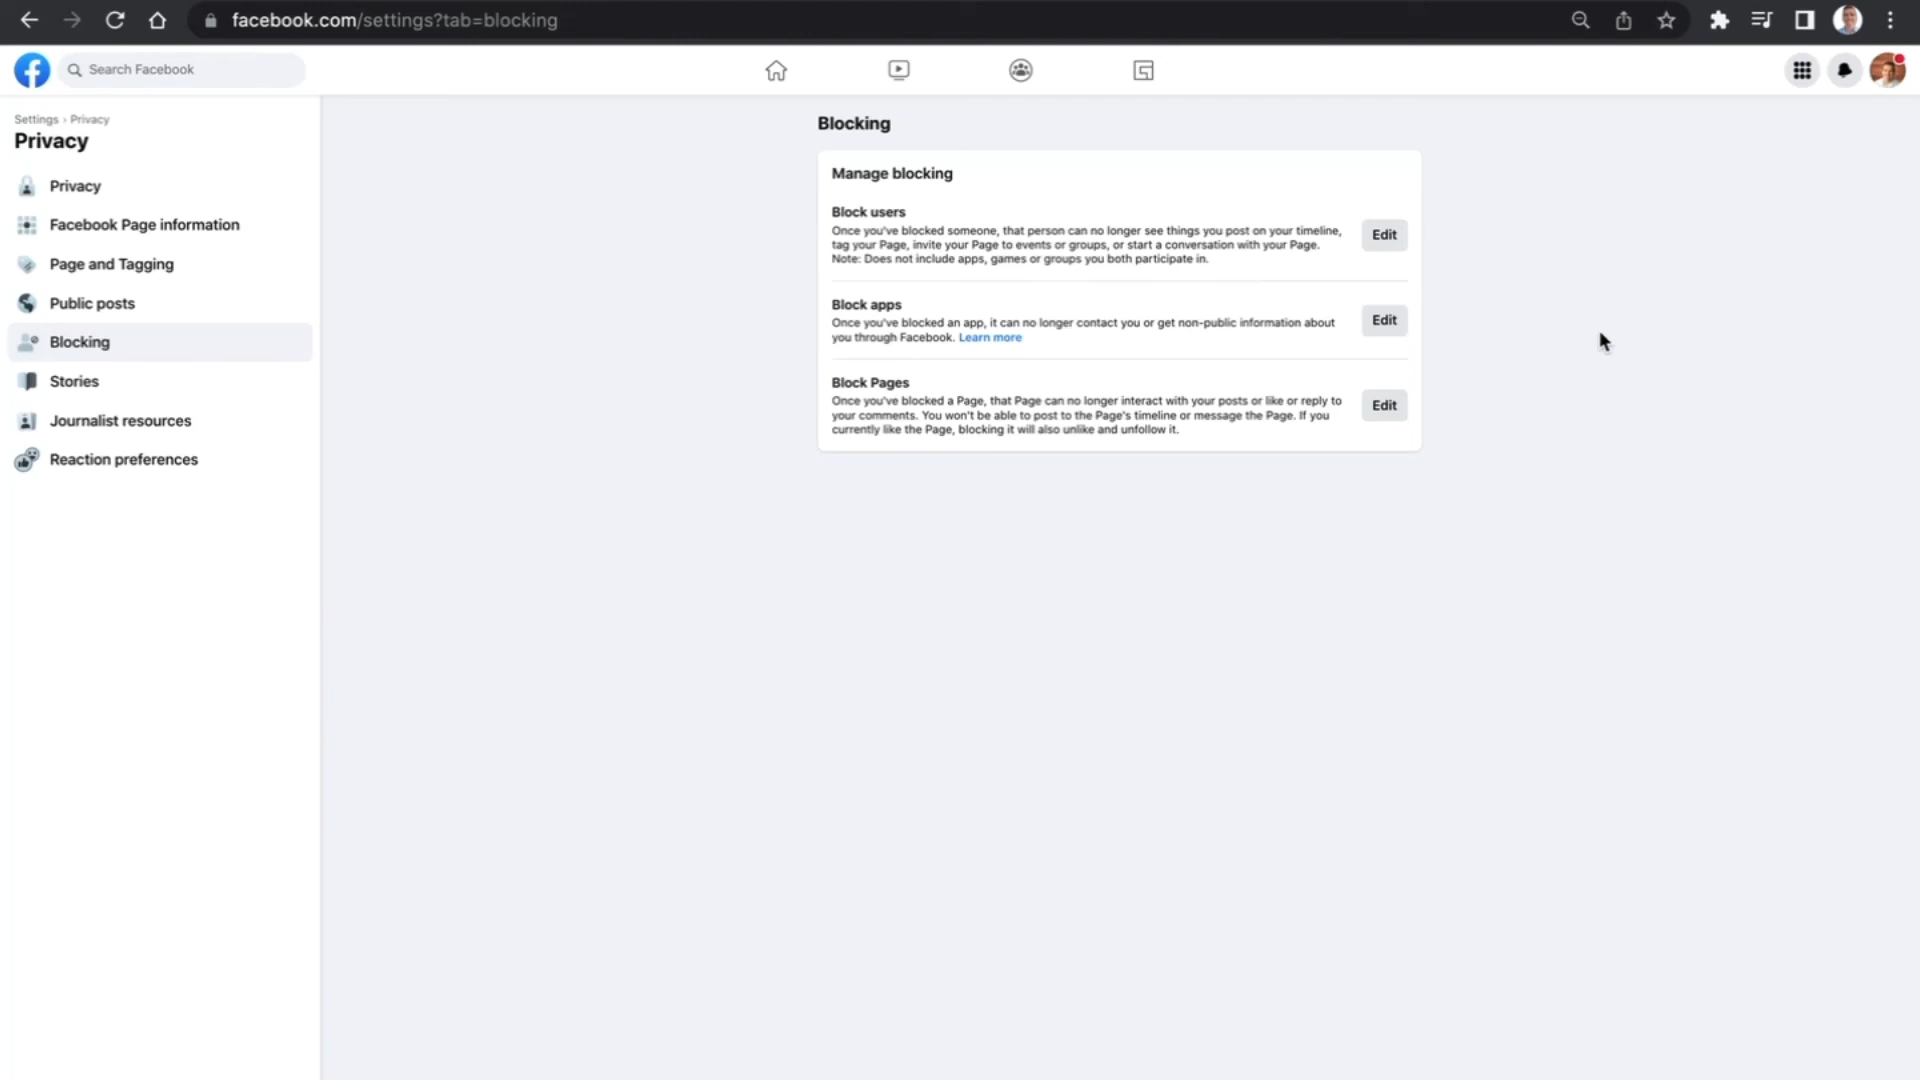 facebook.com/settings?tab=blocking
Search Facebook
Settings › Privacy
Privacy
Privacy
Facebook Page information
Page and Tagging
Public posts
Blocking
Stories
Journalist resources
Reaction preferences
Blocking
Manage blocking
Block users
Once you've blocked someone, that person can no longer see things you post on your timeline,
tag your Page, invite your Page to events or groups, or start a conversation with your Page.
Note: Does not include apps, games or groups you both participate in.
Edit
Block apps
Once you've blocked an app, it can no longer contact you or get non-public information about
you through Facebook. Learn more
Edit
Block Pages
Once you've blocked a Page, that Page can no longer interact with your posts or like or reply to
your comments. You won't be able to post to the Page's timeline or message the Page. If you
currently like the Page, blocking it will also unlike and unfollow it.
Edit